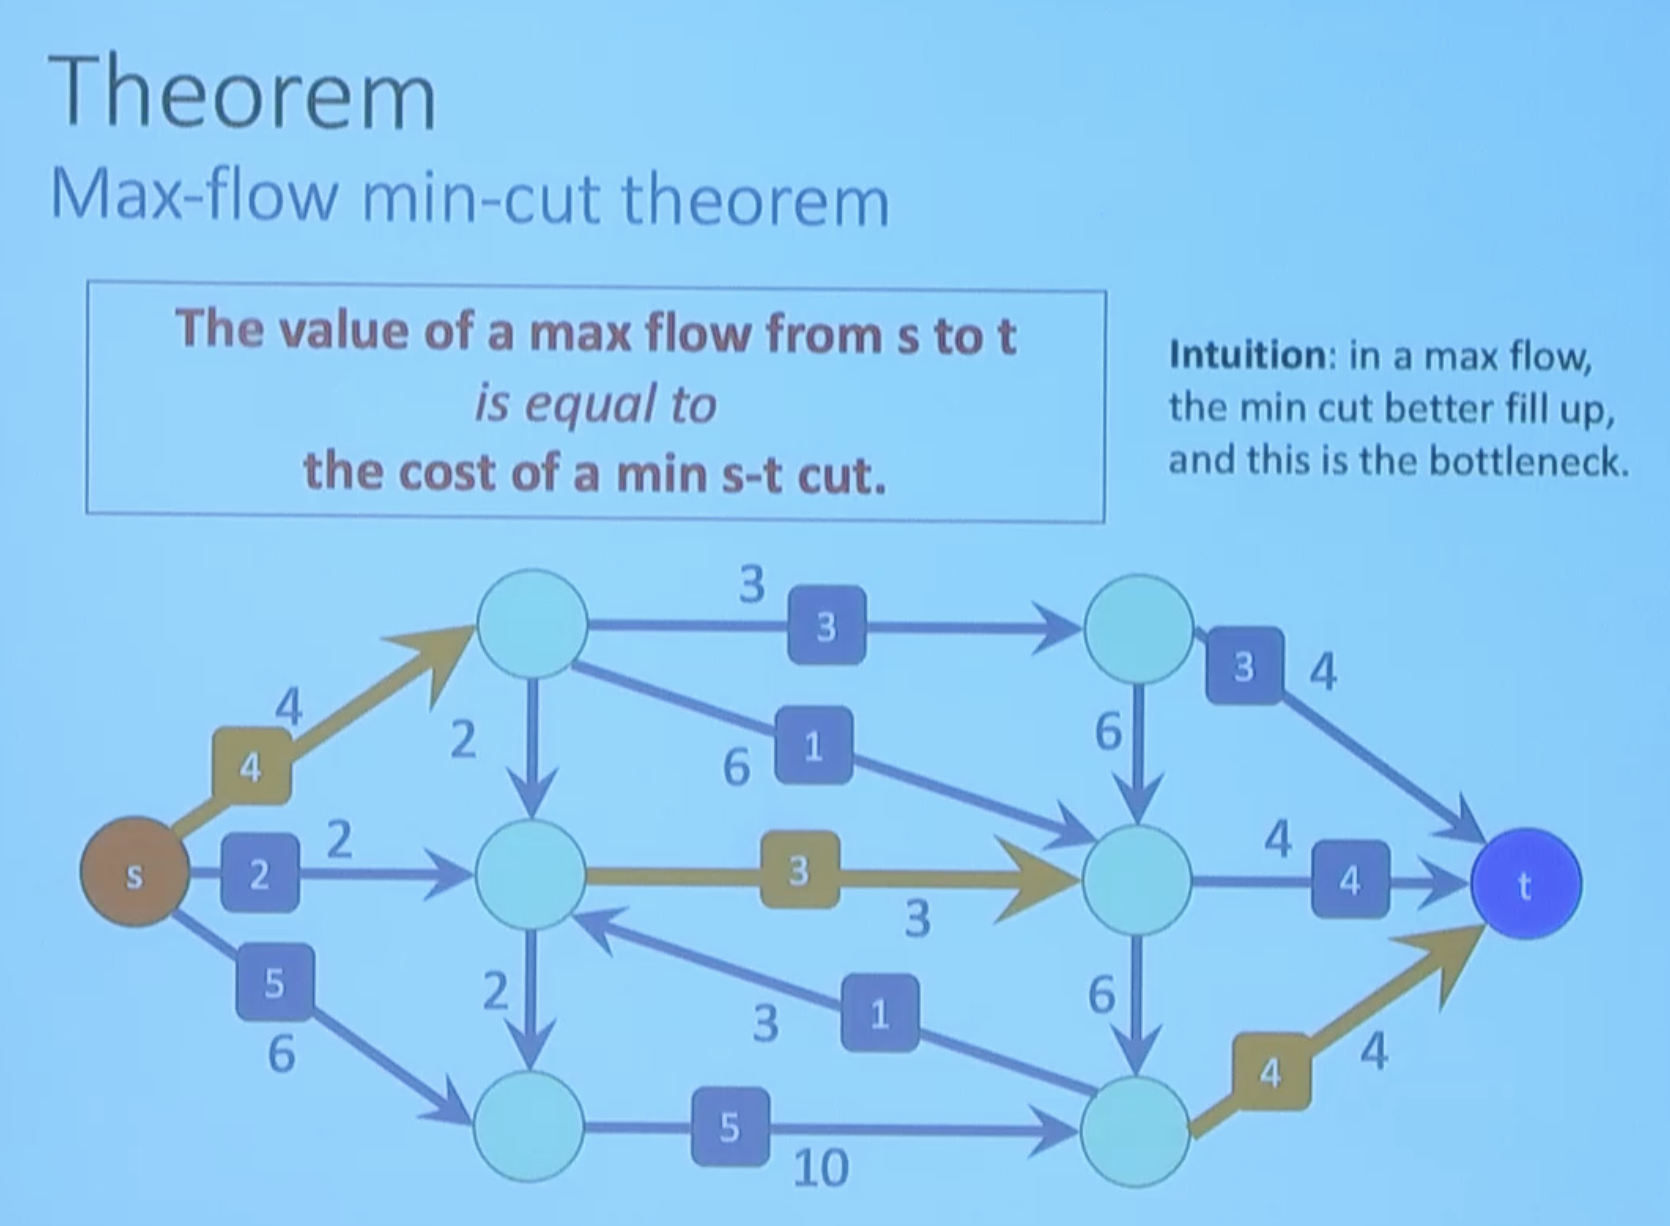 Theorem
Max-flow min-cut theorem
The value of a max flow from s to t
is equal to
the cost of a min s-t cut.
Intuition: in a max flow,
the min cut better fill up,
and this is the bottleneck.
3
3
3
4
4
4
2
1
6
6
s
2
2
3
3
4
4
t
5
6
2
1
3
6
4
4
5
10